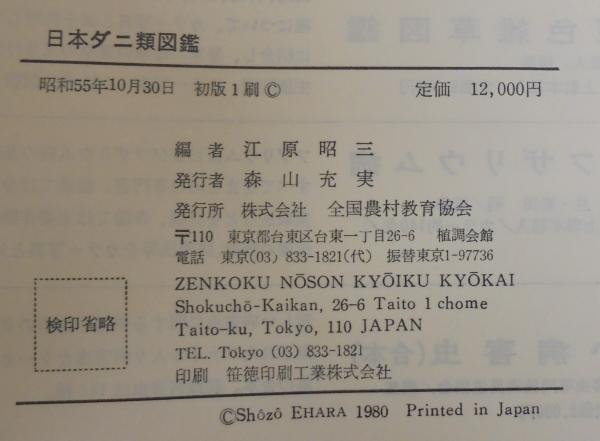 日本ダニ類図鑑
昭和55年10月30日　初版1刷©　定価　12,000円
編　者　江　原　昭　三
発行者　森　山　充　実
発行所　株式会社　全国農村教育協会
〒110　東京都台東区台東一丁目26-6　植調会館
電話　東京(03) 833-1821(代)　振替東京1-97736
ZENKOKU NŌSON KYŌIKU KYŌKAI
Shokuchō-Kaikan, 26-6 Taito 1 chome
Taito-ku, Tokyo, 110 JAPAN
TEL. Tokyo (03) 833-1821
印刷　笹徳印刷工業株式会社
検印省略
©Shôzô EHARA 1980　Printed in Japan